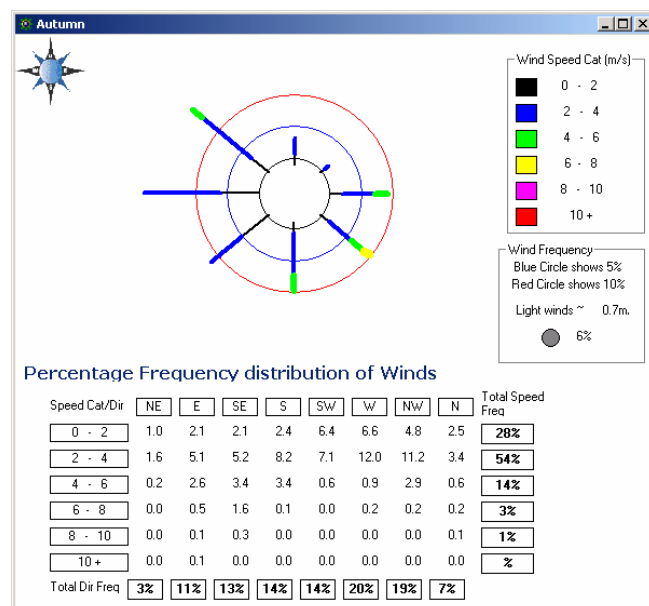 Autumn
Wind Speed Cat (m/s)
0 - 2
2 - 4
4 - 6
6 - 8
8 - 10
10 +
Wind Frequency
Blue Circle shows 5%
Red Circle shows 10%
Light winds ~ 0.7m.
6%
Percentage Frequency distribution of Winds
Speed Cat/Dir NE E SE S SW W NW N Total Speed Freq
0 - 2 1.0 2.1 2.1 2.4 6.4 6.6 4.8 2.5 28%
2 - 4 1.6 5.1 5.2 8.2 7.1 12.0 11.2 3.4 54%
4 - 6 0.2 2.6 3.4 3.4 0.6 0.9 2.9 0.6 14%
6 - 8 0.0 0.5 1.6 0.1 0.0 0.2 0.2 0.2 3%
8 - 10 0.0 0.1 0.3 0.0 0.0 0.0 0.0 0.1 1%
10 + 0.0 0.1 0.0 0.0 0.0 0.0 0.0 0.0 %
Total Dir Freq 3% 11% 13% 14% 14% 20% 19% 7%